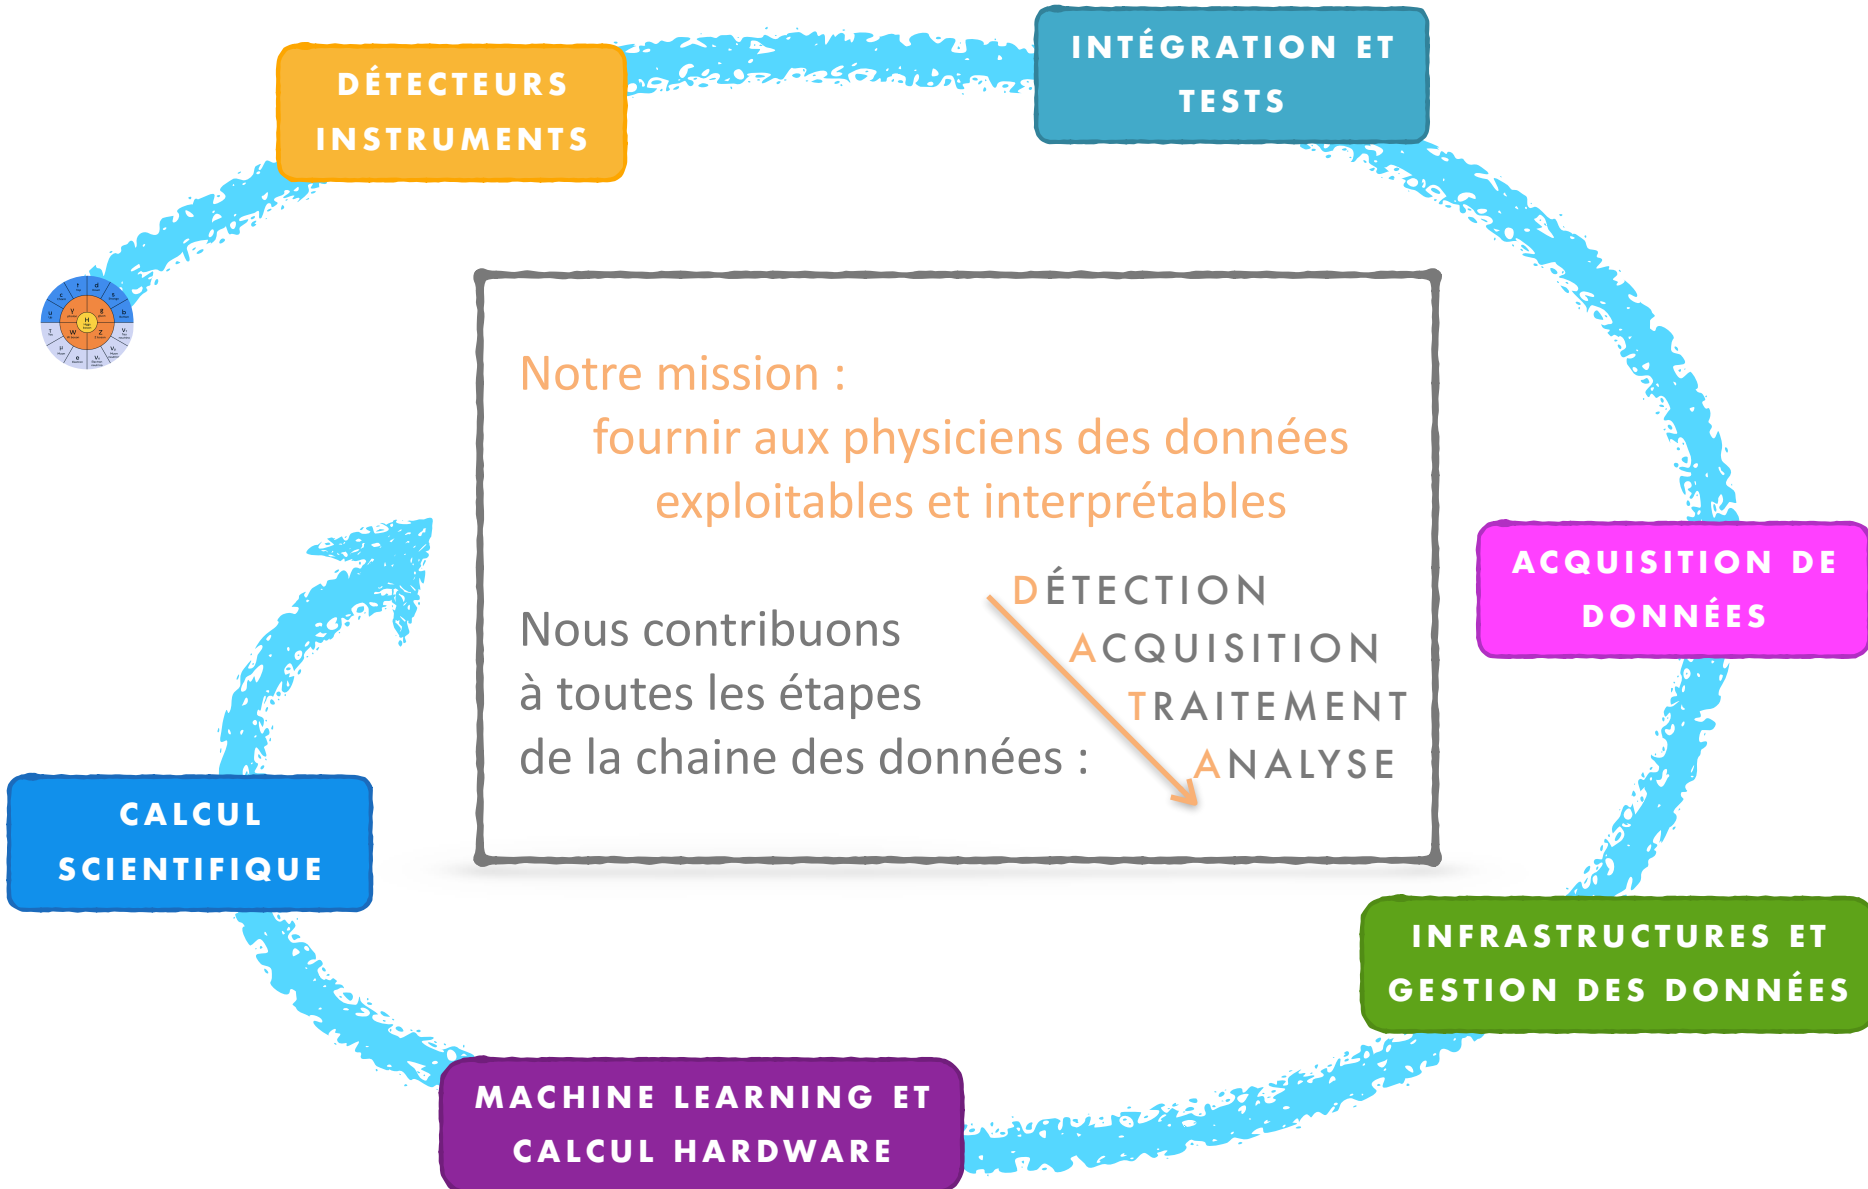 DÉTECTEURS
INSTRUMENTS
INTÉGRATION ET
TESTS
ACQUISITION DE
DONNÉES
INFRASTRUCTURES ET
GESTION DES DONNÉES
MACHINE LEARNING ET
CALCUL HARDWARE
CALCUL
SCIENTIFIQUE
Notre mission :
fournir aux physiciens des données
exploitables et interprétables
Nous contribuons
à toutes les étapes
de la chaine des données :
DÉTECTION
ACQUISITION
TRAITEMENT
ANALYSE